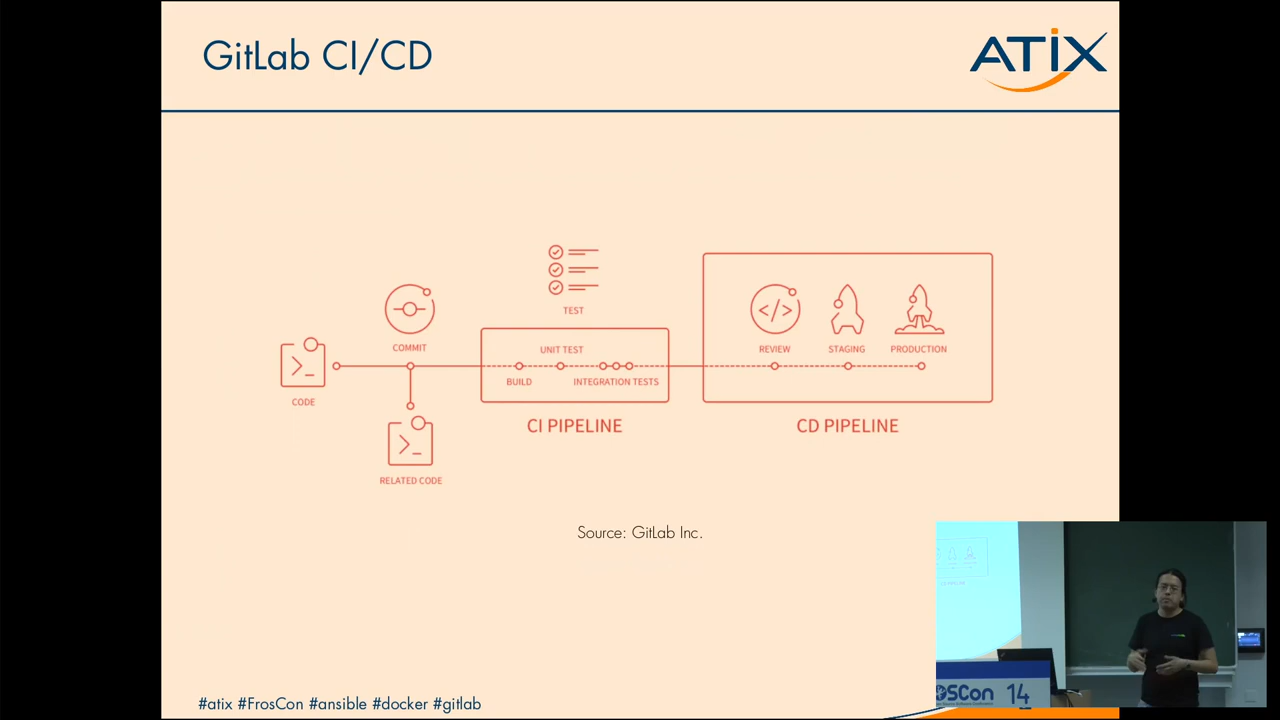 GitLab CI/CD
ATIX
TEST
COMMIT
UNIT TEST
REVIEW
STAGING
PRODUCTION
BUILD
INTEGRATION TESTS
CODE
CI PIPELINE
CD PIPELINE
RELATED CODE
Source: GitLab Inc.
OSCon 14
#atix #FrosCon #ansible #docker #gitlab